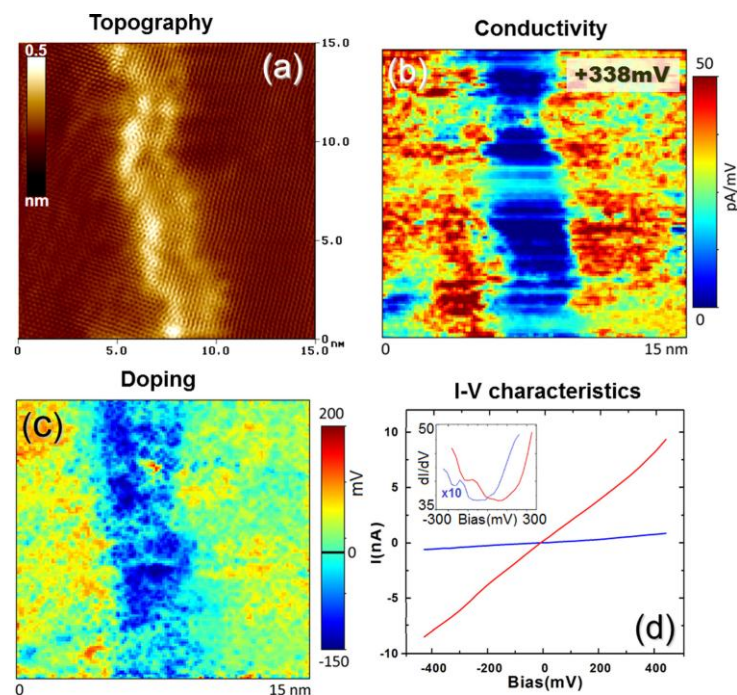 Topography
(a)
0.5
nm
15.0
10.0
5.0
0
5.0
10.0
15.0 nm
Conductivity
(b)
+338mV
50
pA/mV
0
0
15 nm
Doping
(c)
200
mV
0
-150
0
15 nm
I-V characteristics
10
5
0
-5
-10
I(nA)
50
dI/dV
35
x10
-300 Bias(mV) 300
(d)
-400 -200 0 200 400
Bias(mV)